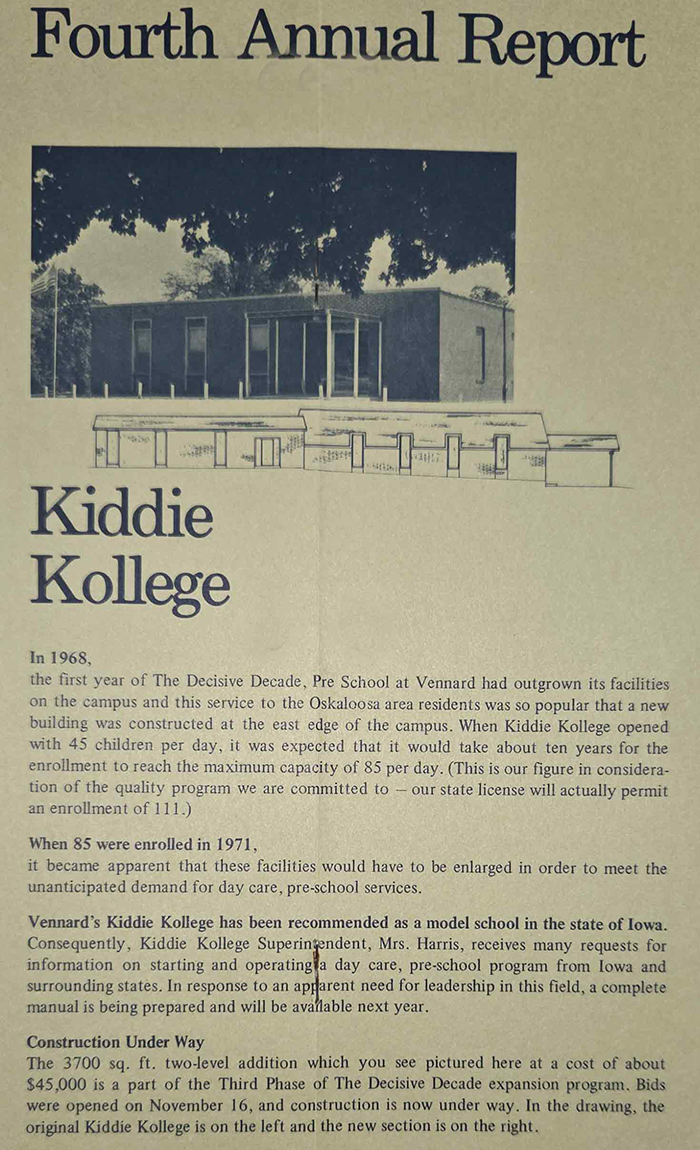 Fourth Annual Report
Kiddie
Kollege
In 1968,
the first year of The Decisive Decade, Pre School at Vennard had outgrown its facilities
on the campus and this service to the Oskaloosa area residents was so popular that a new
building was constructed at the east edge of the campus. When Kiddie Kollege opened
with 45 children per day, it was expected that it would take about ten years for the
enrollment to reach the maximum capacity of 85 per day. (This is our figure in considera-
tion of the quality program we are committed to — our state license will actually permit
an enrollment of 111.)
When 85 were enrolled in 1971,
it became apparent that these facilities would have to be enlarged in order to meet the
unanticipated demand for day care, pre-school services.
Vennard's Kiddie Kollege has been recommended as a model school in the state of Iowa.
Consequently, Kiddie Kollege Superintendent, Mrs. Harris, receives many requests for
information on starting and operating a day care, pre-school program from Iowa and
surrounding states. In response to an apparent need for leadership in this field, a complete
manual is being prepared and will be available next year.
Construction Under Way
The 3700 sq. ft. two-level addition which you see pictured here at a cost of about
$45,000 is a part of the Third Phase of The Decisive Decade expansion program. Bids
were opened on November 16, and construction is now under way. In the drawing, the
original Kiddie Kollege is on the left and the new section is on the right.